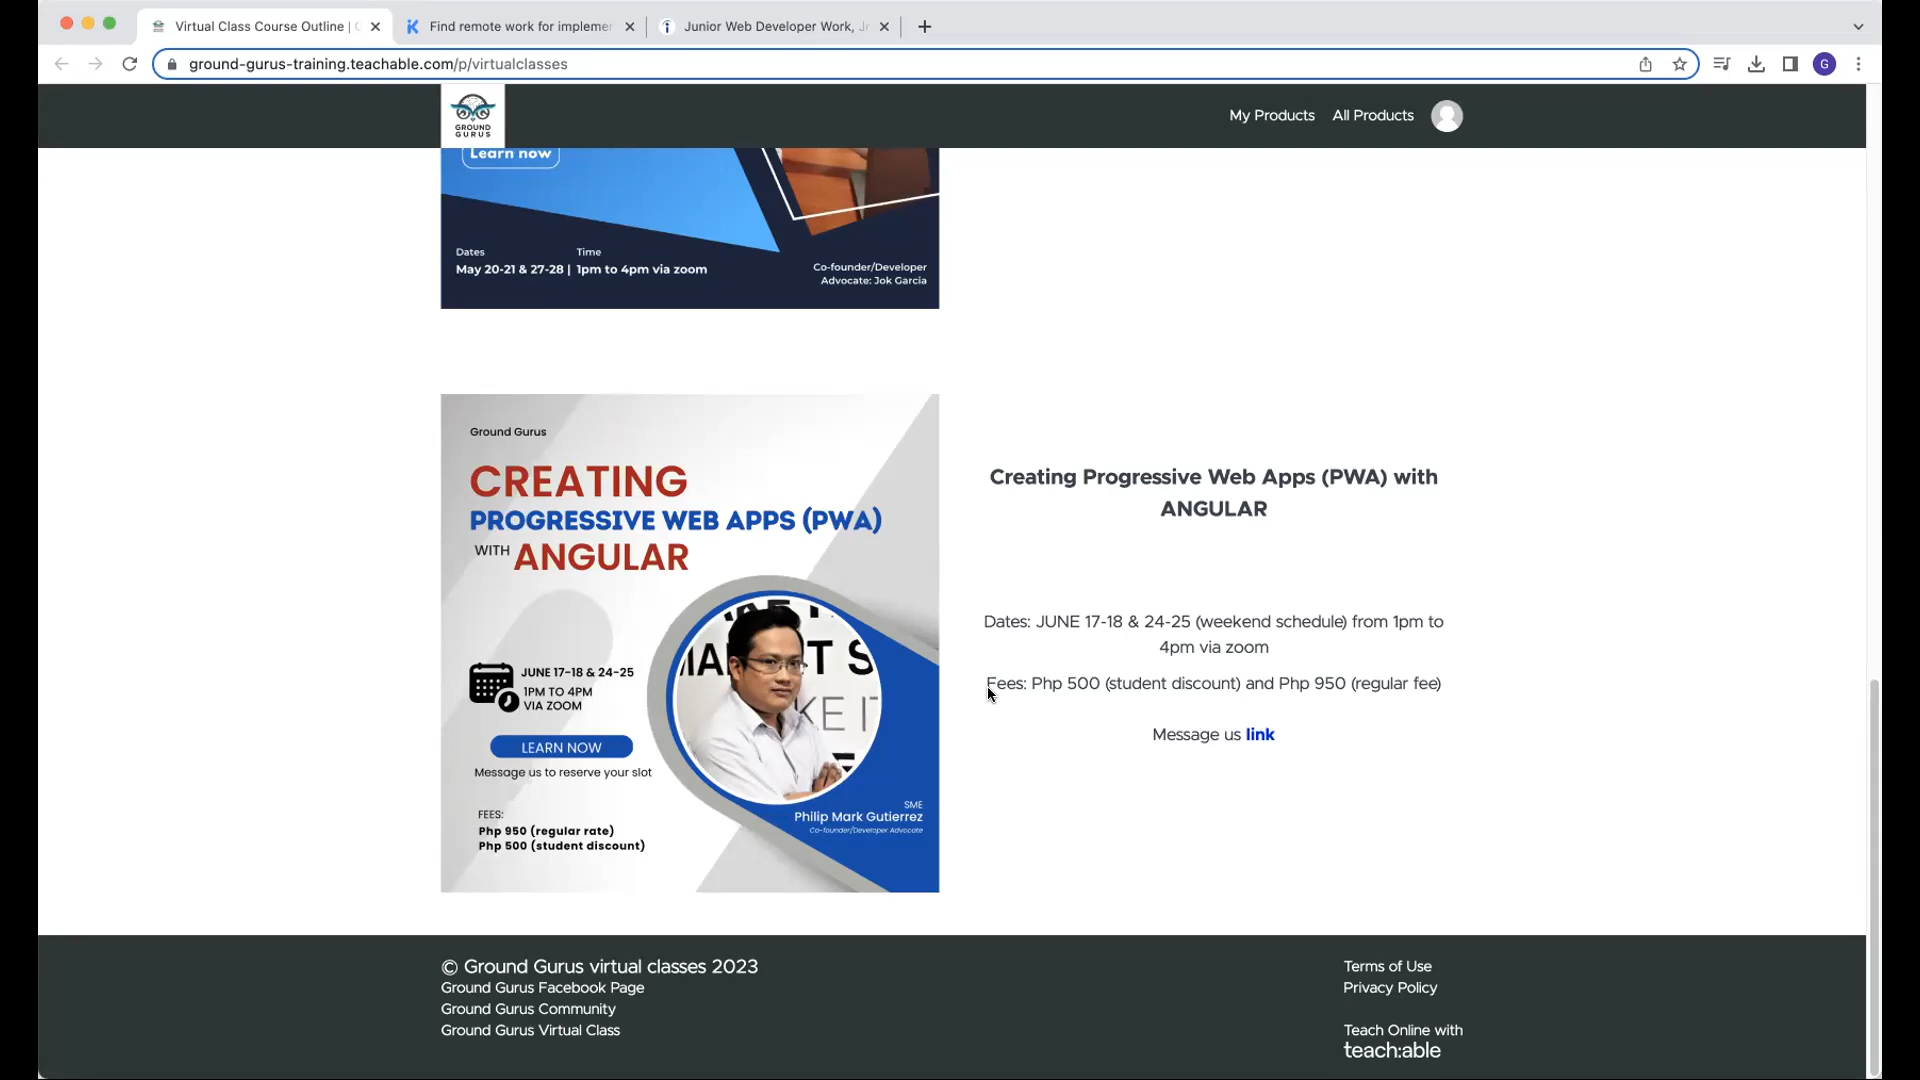 Virtual Class Course Outline |
Find remote work for implemer
Junior Web Developer Work, J
ground-gurus-training.teachable.com/p/virtualclasses
G
GROUND
GURUS
My Products
All Products
Learn now
Dates
Time
May 20-21 & 27-28 | 1pm to 4pm via zoom
Co-founder/Developer
Advocate: Jok Garcia
Ground Gurus
CREATING
PROGRESSIVE WEB APPS (PWA)
WITH ANGULAR
JUNE 17-18 & 24-25
1PM TO 4PM
VIA ZOOM
LEARN NOW
Message us to reserve your slot
FEES:
Php 950 (regular rate)
Php 500 (student discount)
SME
Philip Mark Gutierrez
Co-founder/Developer Advocate
Creating Progressive Web Apps (PWA) with
ANGULAR
Dates: JUNE 17-18 & 24-25 (weekend schedule) from 1pm to
4pm via zoom
Fees: Php 500 (student discount) and Php 950 (regular fee)
Message us link
© Ground Gurus virtual classes 2023
Ground Gurus Facebook Page
Ground Gurus Community
Ground Gurus Virtual Class
Terms of Use
Privacy Policy
Teach Online with
teach:able